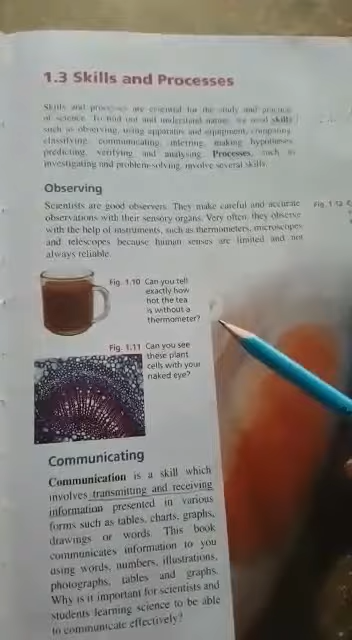 1.3 Skills and Processes
Skills and processes are essential for the study and practice
of science. To find out and understand nature, we need skills
such as observing, using apparatus and equipment, comparing,
classifying, communicating, inferring, making hypotheses,
predicting, verifying and analysing. Processes, such as
investigating and problem-solving, involve several skills.
Observing
Scientists are good observers. They make careful and accurate
observations with their sensory organs. Very often, they observe
with the help of instruments, such as thermometers, microscopes
and telescopes because human senses are limited and not
always reliable.
Fig. 1.12
Fig. 1.10 Can you tell
exactly how
hot the tea
is without a
thermometer?
Fig. 1.11 Can you see
these plant
cells with your
naked eye?
Communicating
Communication is a skill which
involves transmitting and receiving
information presented in various
forms such as tables, charts, graphs,
drawings or words. This book
communicates information to you
using words, numbers, illustrations,
photographs, tables and graphs.
Why is it important for scientists and
students learning science to be able
to communicate effectively?